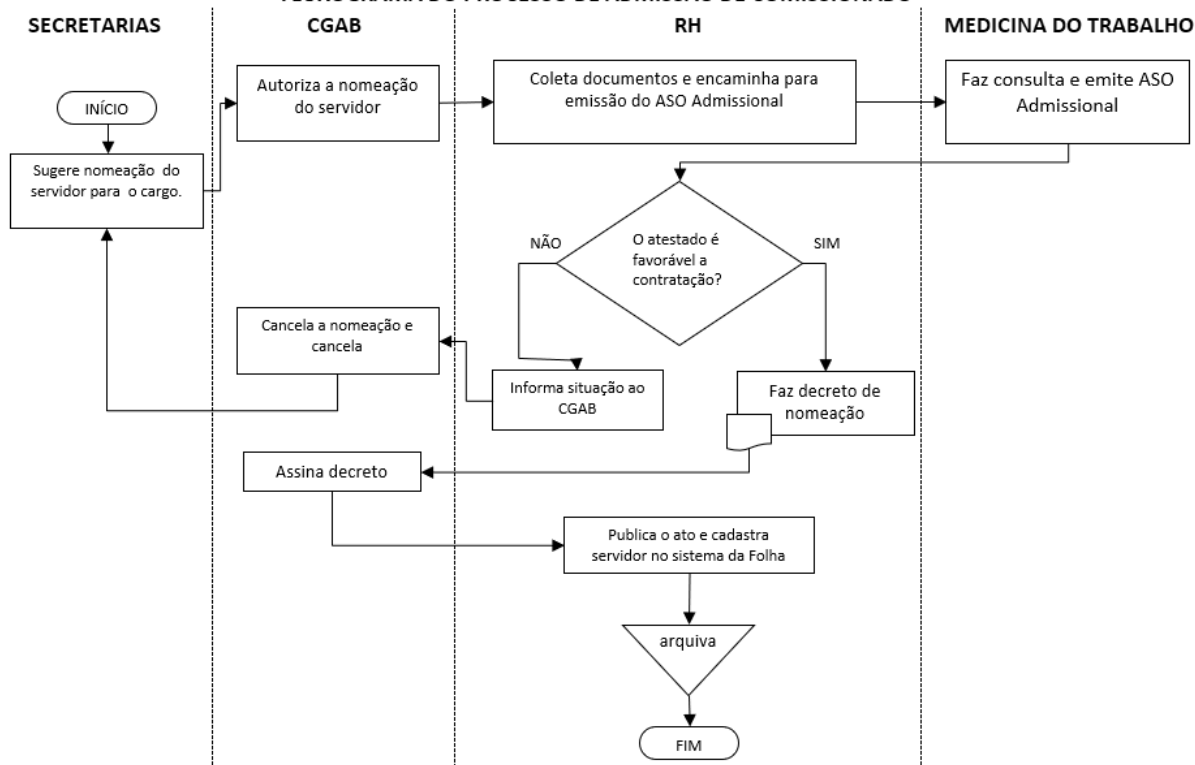 SECRETARIAS
CGAB
RH
MEDICINA DO TRABALHO
INÍCIO
Sugere nomeação do
servidor para o cargo.
Autoriza a nomeação
do servidor
Coleta documentos e encaminha para
emissão do ASO Admissional
Faz consulta e emite ASO
Admissional
NÃO
O atestado é
favorável a
contratação?
SIM
Cancela a nomeação e
cancela
Informa situação ao
CGAB
Faz decreto de
nomeação
Assina decreto
Publica o ato e cadastra
servidor no sistema da Folha
arquiva
FIM